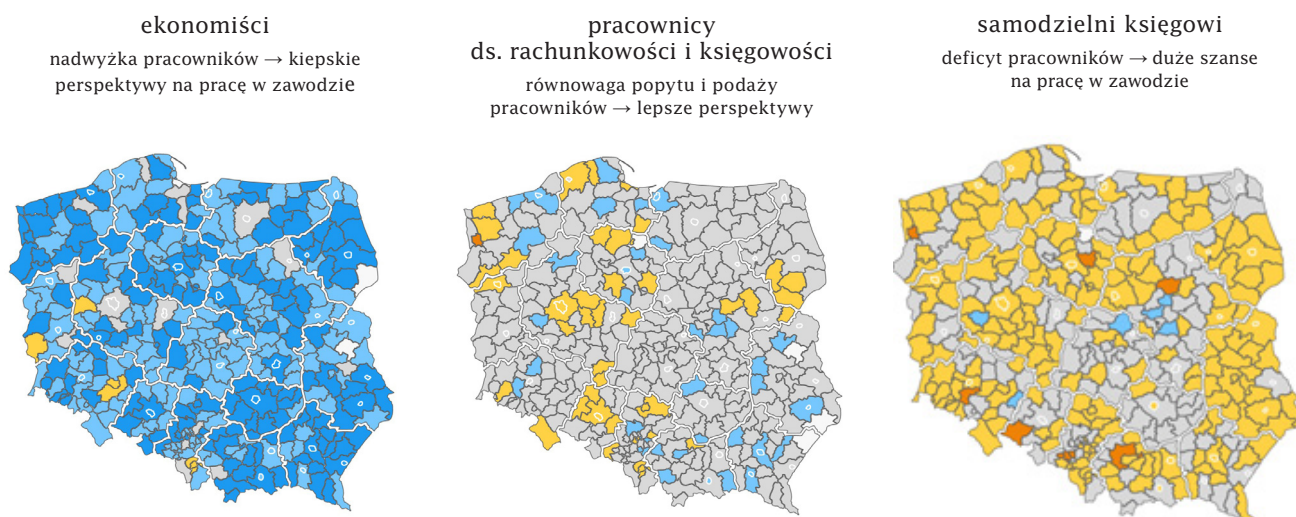 ekonomiści
nadwyżka pracowników → kiepskie
perspektywy na pracę w zawodzie
pracownicy
ds. rachunkowości i księgowości
równowaga popytu i podaży
pracowników → lepsze perspektywy
samodzielni księgowi
deficyt pracowników → duże szanse
na pracę w zawodzie